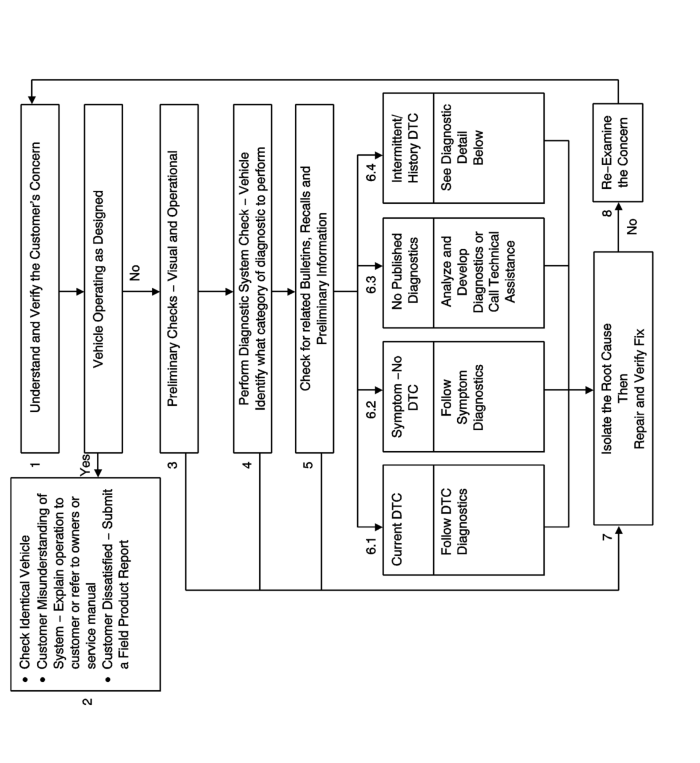 1
Understand and Verify the Customer's Concern
Vehicle Operating as Designed
Yes
No
2
• Check Identical Vehicle
• Customer Misunderstanding of
System – Explain operation to
customer or refer to owners or
service manual
• Customer Dissatisfied – Submit
a Field Product Report
3
Preliminary Checks – Visual and Operational
4
Perform Diagnostic System Check – Vehicle
Identify what category of diagnostic to perform
5
Check for related Bulletins, Recalls and
Preliminary Information
6.1
Current DTC
Follow DTC
Diagnostics
6.2
Symptom –No
DTC
Follow
Symptom
Diagnostics
6.3
No Published
Diagnostics
Analyze and
Develop
Diagnostics or
Call Technical
Assistance
6.4
Intermittent/
History DTC
See Diagnostic
Detail
Below
7
Isolate the Root Cause
Then
Repair and Verify Fix
No
8
Re–Examine
the Concern